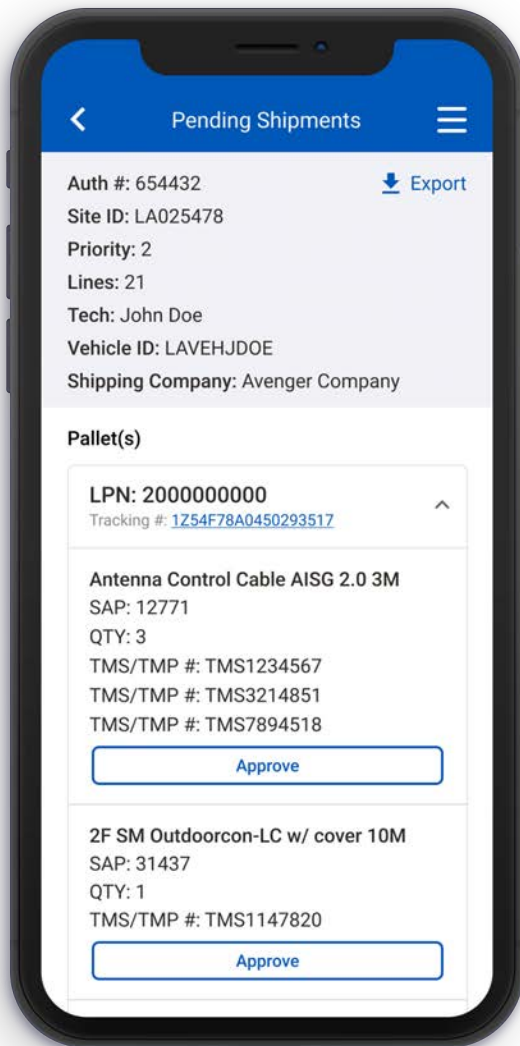 Pending Shipments
Auth #: 654432
Export
Site ID: LA025478
Priority: 2
Lines: 21
Tech: John Doe
Vehicle ID: LAVEHJDOE
Shipping Company: Avenger Company
Pallet(s)
LPN: 2000000000
Tracking #: 1Z54F78A0450293517
Antenna Control Cable AISG 2.0 3M
SAP: 12771
QTY: 3
TMS/TMP #: TMS1234567
TMS/TMP #: TMS3214851
TMS/TMP #: TMS7894518
Approve
2F SM Outdoorcon-LC w/ cover 10M
SAP: 31437
QTY: 1
TMS/TMP #: TMS1147820
Approve